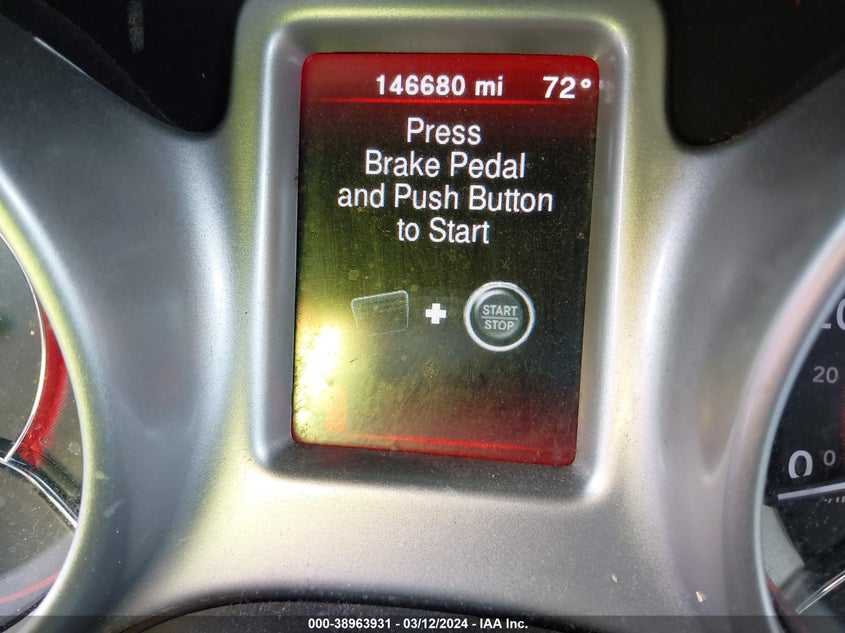 146680 mi 72°
Press
Brake Pedal
and Push Button
to Start
START
STOP
20
0
0
000-38963931 - 03/12/2024 - IAA Inc.